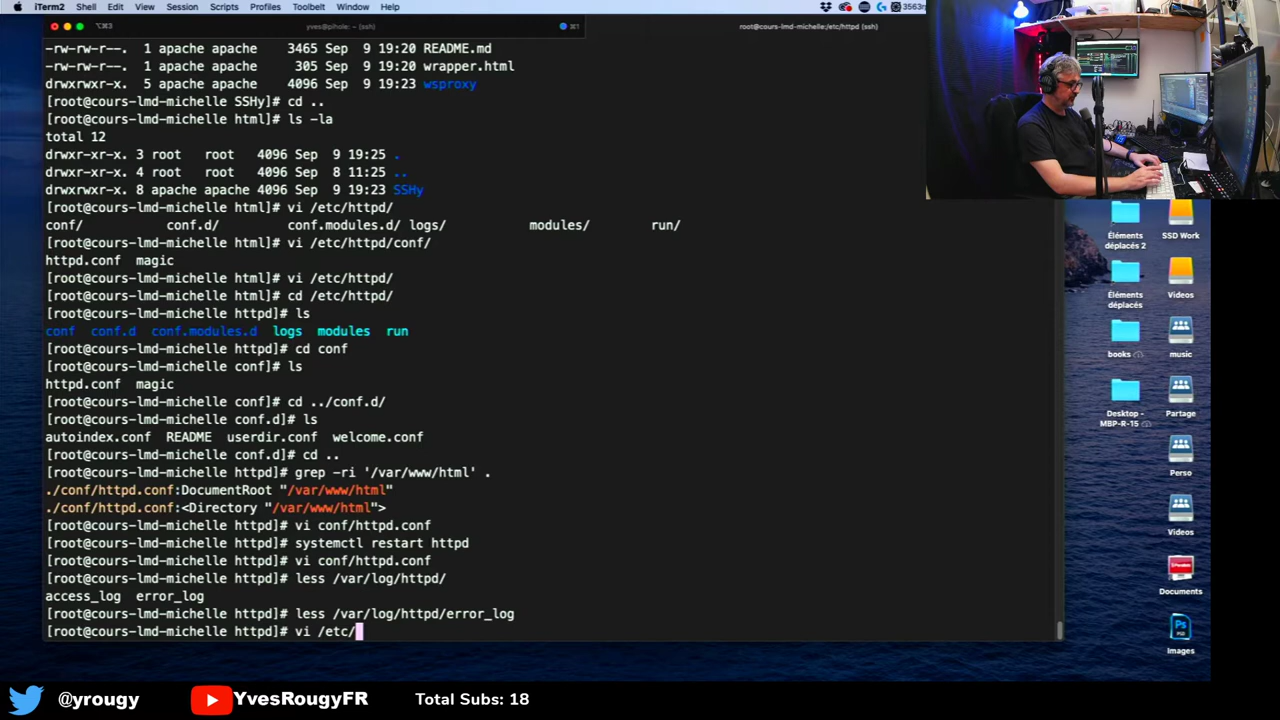 iTerm2 Shell Edit View Session Scripts Profiles Toolbelt Window Help
⌥⌘3 yves@pihole: ~ (ssh) ⌘1 root@cours-lmd-michelle:/etc/httpd (ssh)
-rw-rw-r--. 1 apache apache 3465 Sep 9 19:20 README.md
-rw-rw-r--. 1 apache apache 305 Sep 9 19:20 wrapper.html
drwxrwxr-x. 5 apache apache 4096 Sep 9 19:23 wsproxy
[root@cours-lmd-michelle SSHy]# cd ..
[root@cours-lmd-michelle html]# ls -la
total 12
drwxr-xr-x. 3 root root 4096 Sep 9 19:25 .
drwxr-xr-x. 4 root root 4096 Sep 8 11:25 ..
drwxrwxr-x. 8 apache apache 4096 Sep 9 19:23 SSHy
[root@cours-lmd-michelle html]# vi /etc/httpd/
conf/ conf.d/ conf.modules.d/ logs/ modules/ run/
[root@cours-lmd-michelle html]# vi /etc/httpd/conf/
httpd.conf magic
[root@cours-lmd-michelle html]# vi /etc/httpd/
[root@cours-lmd-michelle html]# cd /etc/httpd/
[root@cours-lmd-michelle httpd]# ls
conf conf.d conf.modules.d logs modules run
[root@cours-lmd-michelle httpd]# cd conf
[root@cours-lmd-michelle conf]# ls
httpd.conf magic
[root@cours-lmd-michelle conf]# cd ../conf.d/
[root@cours-lmd-michelle conf.d]# ls
autoindex.conf README userdir.conf welcome.conf
[root@cours-lmd-michelle conf.d]# cd ..
[root@cours-lmd-michelle httpd]# grep -ri '/var/www/html' .
./conf/httpd.conf:DocumentRoot "/var/www/html"
./conf/httpd.conf:<Directory "/var/www/html">
[root@cours-lmd-michelle httpd]# vi conf/httpd.conf
[root@cours-lmd-michelle httpd]# systemctl restart httpd
[root@cours-lmd-michelle httpd]# vi conf/httpd.conf
[root@cours-lmd-michelle httpd]# less /var/log/httpd/
access_log error_log
[root@cours-lmd-michelle httpd]# less /var/log/httpd/error_log
[root@cours-lmd-michelle httpd]# vi /etc/
Éléments déplacés 2
SSD Work
Éléments déplacés
Videos
books
music
Desktop - MBP-R-15
Partage
Perso
Videos
Documents
Images
@yrougy YvesRougyFR Total Subs: 18